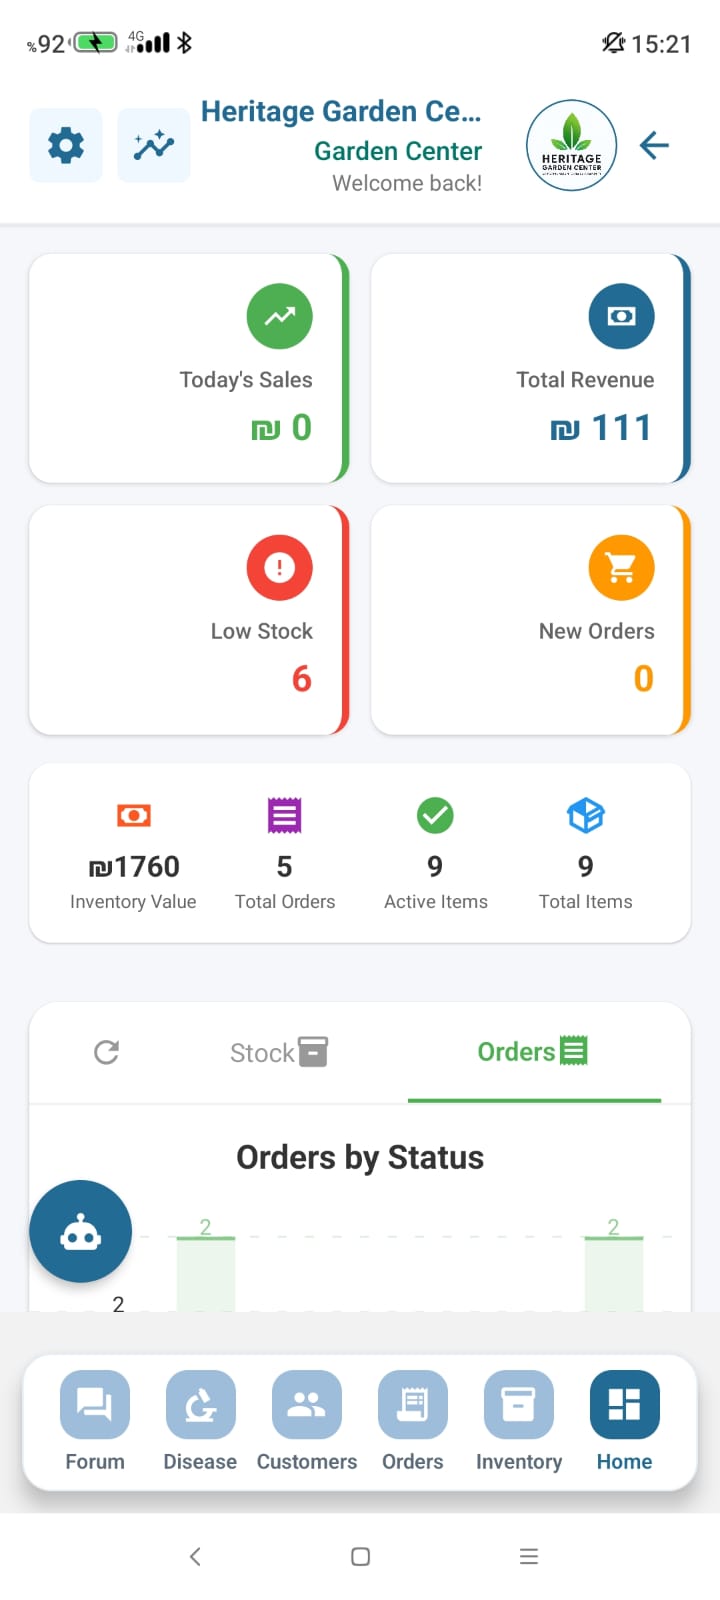 %92
4G
15:21
Heritage Garden Ce...
Garden Center
Welcome back!
HERITAGE
GARDEN CENTER
Today's Sales
₪ 0
Total Revenue
₪ 111
Low Stock
6
New Orders
0
₪1760
Inventory Value
5
Total Orders
9
Active Items
9
Total Items
Stock
Orders
Orders by Status
2
2
2
Forum
Disease
Customers
Orders
Inventory
Home